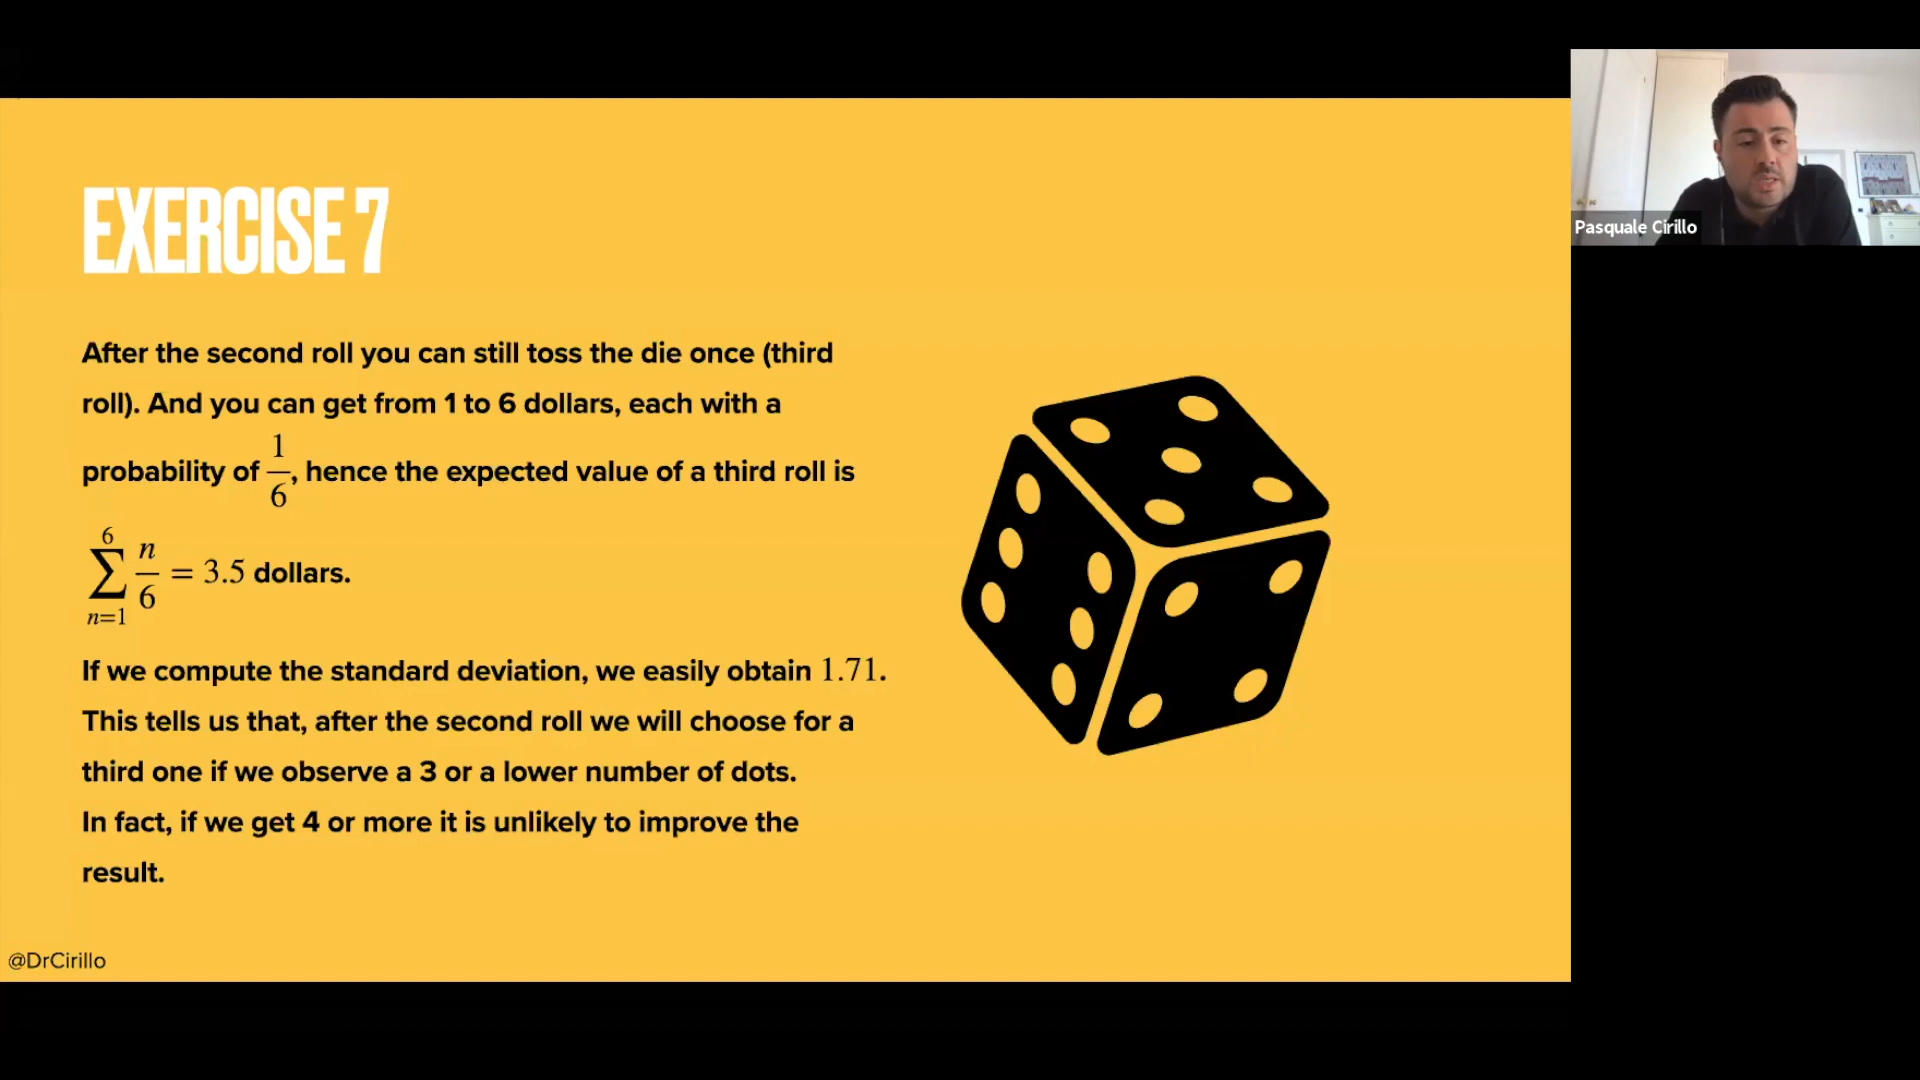 EXERCISE 7
After the second roll you can still toss the die once (third
roll). And you can get from 1 to 6 dollars, each with a
probability of 1/6, hence the expected value of a third roll is
∑_{n=1}^{6} n/6 = 3.5 dollars.
If we compute the standard deviation, we easily obtain 1.71.
This tells us that, after the second roll we will choose for a
third one if we observe a 3 or a lower number of dots.
In fact, if we get 4 or more it is unlikely to improve the
result.
@DrCirillo
Pasquale Cirillo